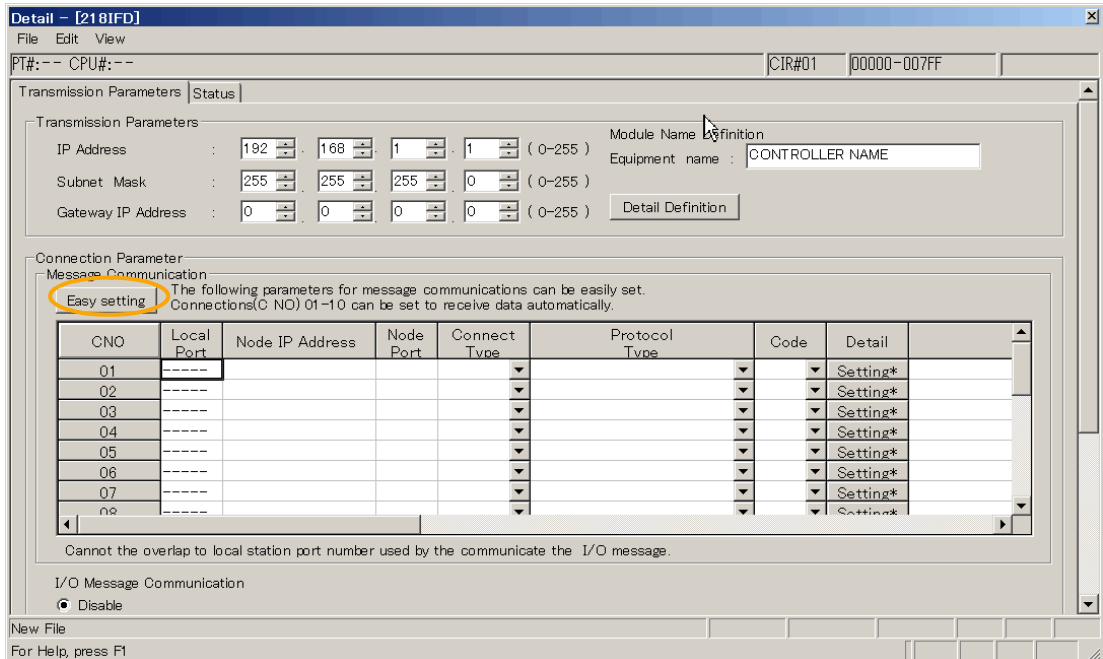 Detail - [218IFD]
File Edit View
PT#:-- CPU#:-- CIR#01 00000-007FF
Transmission Parameters Status
Transmission Parameters
Module Name Definition
IP Address : 192 . 168 . 1 . 1 ( 0-255 )
Equipment name : CONTROLLER NAME
Subnet Mask : 255 . 255 . 255 . 0 ( 0-255 )
Gateway IP Address : 0 . 0 . 0 . 0 ( 0-255 ) Detail Definition
Connection Parameter
Message Communication
Easy setting
The following parameters for message communications can be easily set.
Connections(C NO) 01-10 can be set to receive data automatically.
CNO Local Port Node IP Address Node Port Connect Type Protocol Type Code Detail
01 ----- Setting*
02 ----- Setting*
03 ----- Setting*
04 ----- Setting*
05 ----- Setting*
06 ----- Setting*
07 ----- Setting*
08 ----- Setting*
Cannot the overlap to local station port number used by the communicate the I/O message.
I/O Message Communication
Disable
New File
For Help, press F1